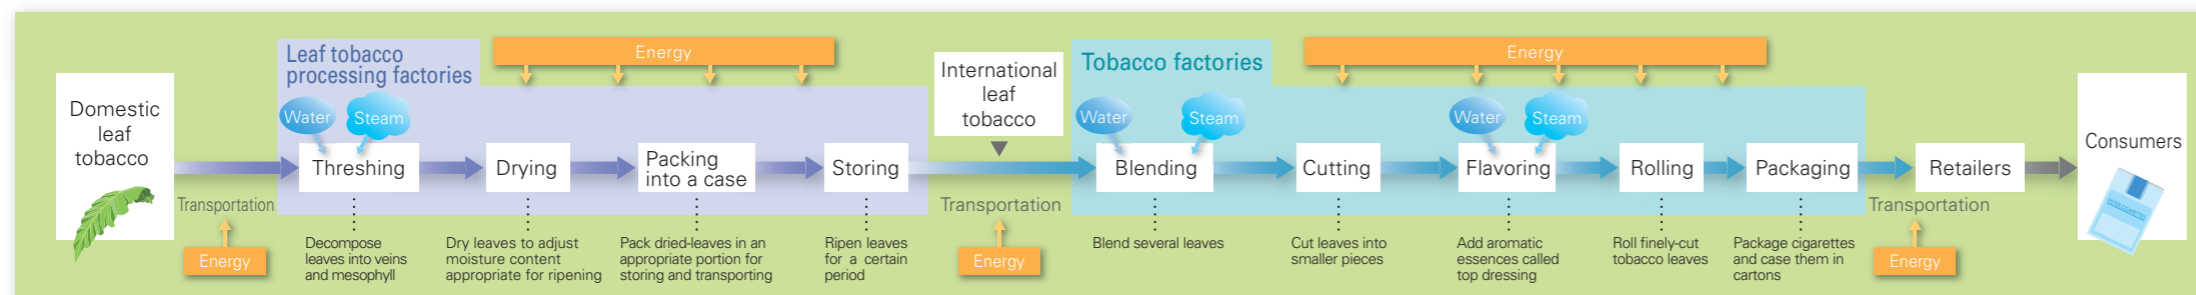 Domestic
leaf
tobacco
Transportation
Energy
Leaf tobacco
processing factories
Energy
Water
Steam
Threshing
Decompose
leaves into veins
and mesophyll
Drying
Dry leaves to adjust
moisture content
appropriate for ripening
Packing
into a case
Pack dried-leaves in an
appropriate portion for
storing and transporting
Storing
Ripen leaves
for a certain
period
International
leaf
tobacco
Transportation
Energy
Tobacco factories
Energy
Water
Steam
Blending
Blend several leaves
Cutting
Cut leaves into
smaller pieces
Water
Steam
Flavoring
Add aromatic
essences called
top dressing
Rolling
Roll finely-cut
tobacco leaves
Packaging
Package cigarettes
and case them in
cartons
Retailers
Transportation
Energy
Consumers
FILTER CIGARETTES